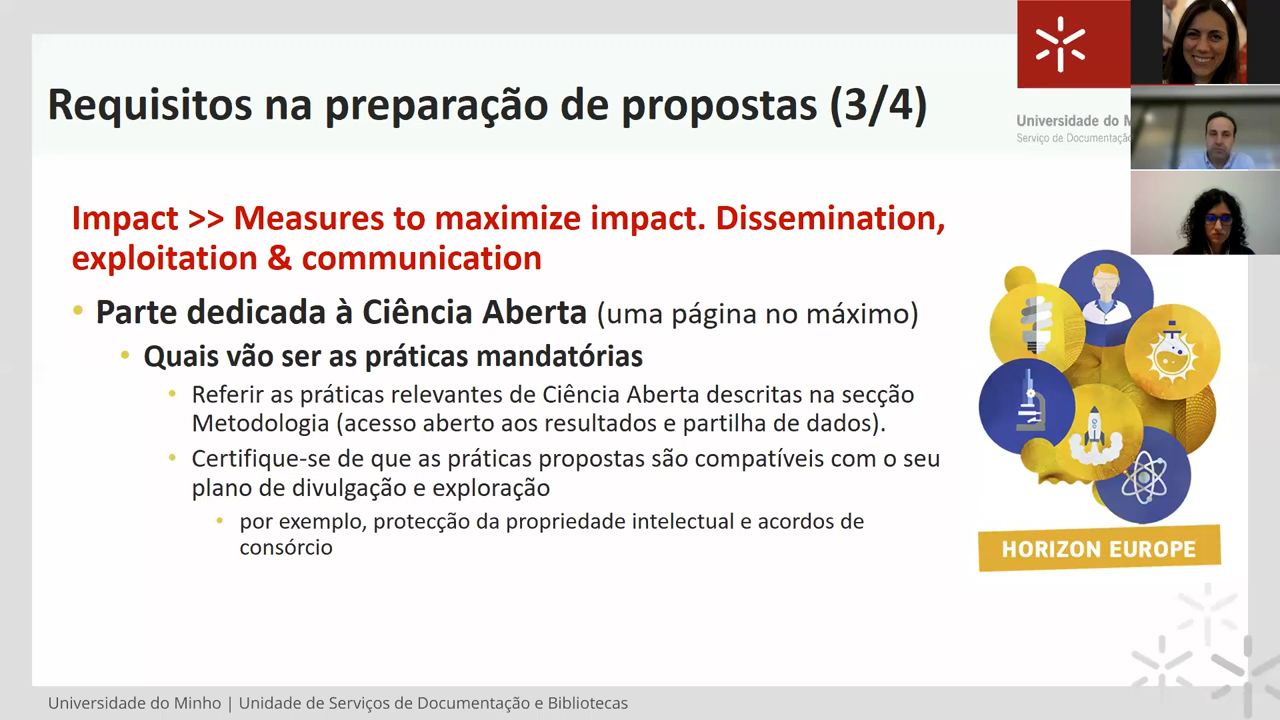 Requisitos na preparação de propostas (3/4)
Universidade do
Serviço de Documentação
Impact >> Measures to maximize impact. Dissemination,
exploitation & communication
• Parte dedicada à Ciência Aberta (uma página no máximo)
• Quais vão ser as práticas mandatórias
• Referir as práticas relevantes de Ciência Aberta descritas na secção
Metodologia (acesso aberto aos resultados e partilha de dados).
• Certifique-se de que as práticas propostas são compatíveis com o seu
plano de divulgação e exploração
• por exemplo, protecção da propriedade intelectual e acordos de
consórcio
HORIZON EUROPE
Universidade do Minho | Unidade de Serviços de Documentação e Bibliotecas